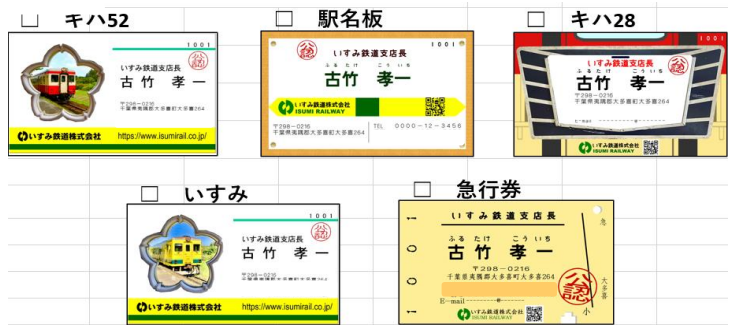 □ キハ52
1001
いすみ鉄道支店長
公認
古竹 孝一
〒298-0216
千葉県夷隅郡大多喜町大多喜264
いすみ鉄道株式会社 https://www.isumirail.co.jp/
□ 駅名板
公認
いすみ鉄道支店長
1001
ふるたけ こういち
古竹 孝一
いすみ鉄道株式会社
ISUMI RAILWAY
〒298-0216
千葉県夷隅郡大多喜町大多喜264
TEL 0000-12-3456
□ キハ28
1001
いすみ鉄道支店長
公認
ふるたけ こういち
古竹 孝一
〒298-0216
千葉県夷隅郡大多喜町大多喜264
E-mail
いすみ鉄道株式会社
ISUMI RAILWAY
□ いすみ
1001
いすみ鉄道支店長
公認
古竹 孝一
〒298-0216
千葉県夷隅郡大多喜町大多喜264
いすみ鉄道株式会社 https://www.isumirail.co.jp/
□ 急行券
1001
いすみ鉄道支店長
ふるたけ こういち
古竹 孝一
〒298-0216
千葉県夷隅郡大多喜町大多喜264
E-mail
いすみ鉄道株式会社
ISUMI RAILWAY
公認
急
大多喜
小